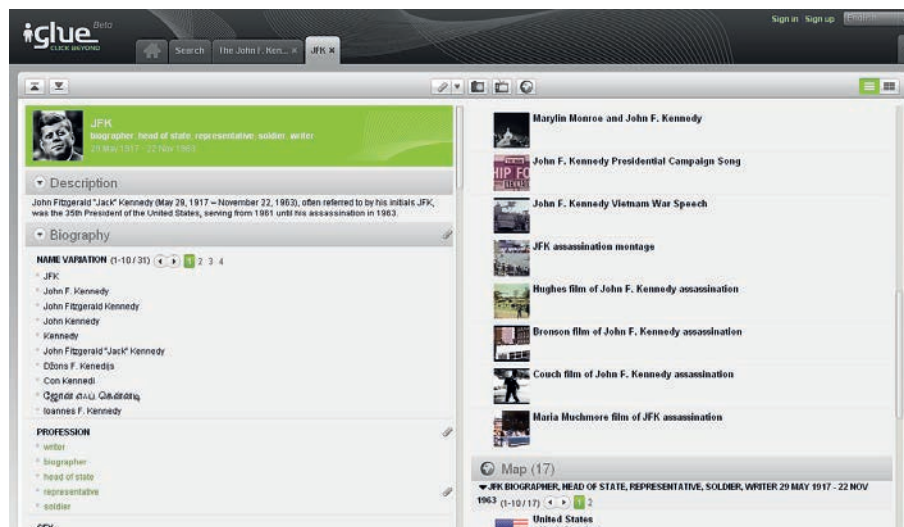 iglue Beta
CLICK BEYOND
Search
The John F. Ken...
JFK
Sign in Sign up English
JFK
biographer, head of state, representative, soldier, writer
29 May 1917 - 22 Nov 1963
Description
John Fitzgerald "Jack" Kennedy (May 29, 1917 – November 22, 1963), often referred to by his initials JFK,
was the 35th President of the United States, serving from 1961 until his assassination in 1963.
Biography
NAME VARIATION (1-10 / 31) 1 2 3 4
JFK
John F. Kennedy
John Fitzgerald Kennedy
John Kennedy
Kennedy
John Fitzgerald "Jack" Kennedy
Džons F. Kenedijs
Con Kennedi
Ioannes F. Kennedy
PROFESSION
writer
biographer
head of state
representative
soldier
Marylin Monroe and John F. Kennedy
John F. Kennedy Presidential Campaign Song
John F. Kennedy Vietnam War Speech
JFK assassination montage
Hughes film of John F. Kennedy assassination
Bronson film of John F. Kennedy assassination
Couch film of John F. Kennedy assassination
Maria Muchmore film of JFK assassination
Map (17)
JFK BIOGRAPHER, HEAD OF STATE, REPRESENTATIVE, SOLDIER, WRITER 29 MAY 1917 - 22 NOV
1963 (1-10 / 17) 1 2
United States